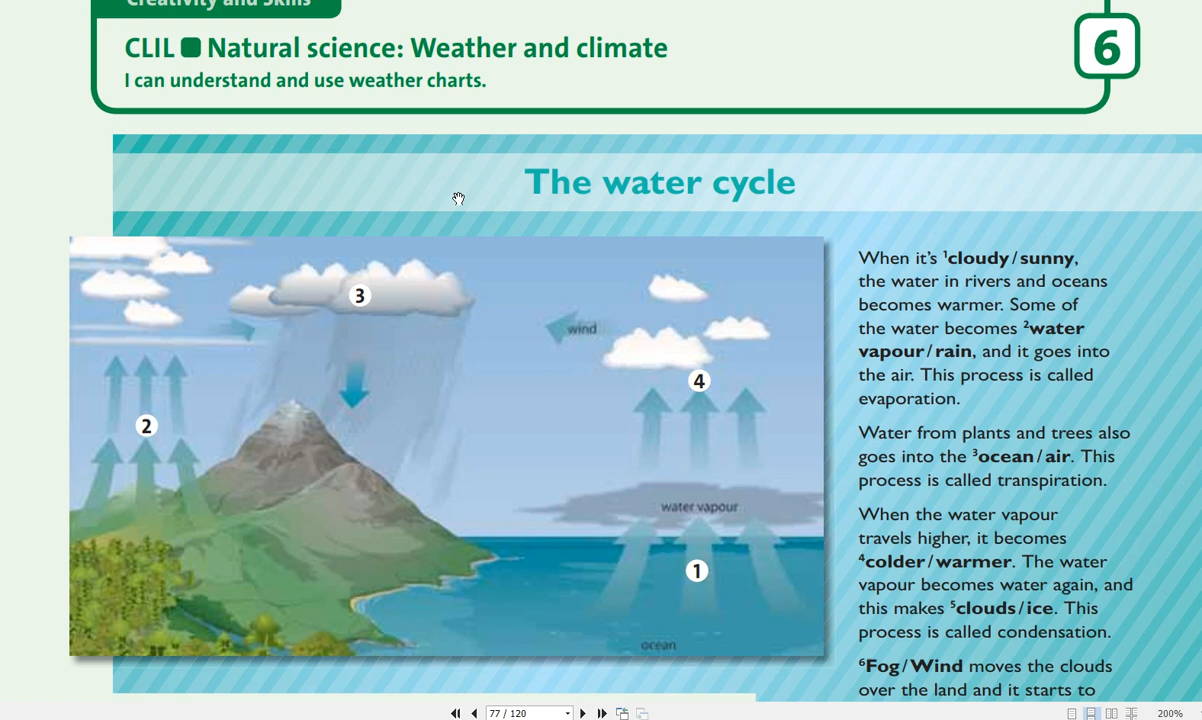 Creativity and Skills
CLIL Natural science: Weather and climate
6
I can understand and use weather charts.
The water cycle
3
wind
4
2
water vapour
1
ocean
When it's ¹cloudy / sunny,
the water in rivers and oceans
becomes warmer. Some of
the water becomes ²water
vapour / rain, and it goes into
the air. This process is called
evaporation.
Water from plants and trees also
goes into the ³ocean / air. This
process is called transpiration.
When the water vapour
travels higher, it becomes
⁴colder / warmer. The water
vapour becomes water again, and
this makes ⁵clouds / ice. This
process is called condensation.
⁶Fog / Wind moves the clouds
over the land and it starts to
77 / 120
200%